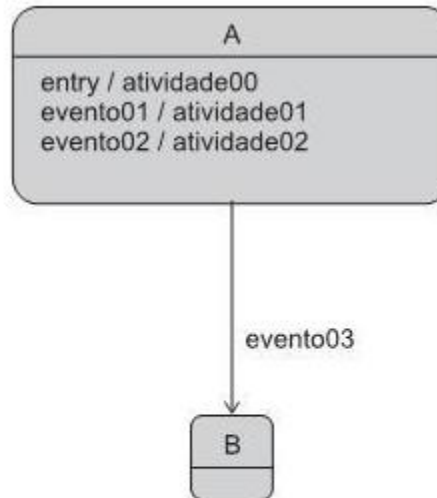 A
entry / atividade00
evento01 / atividade01
evento02 / atividade02
evento03
B